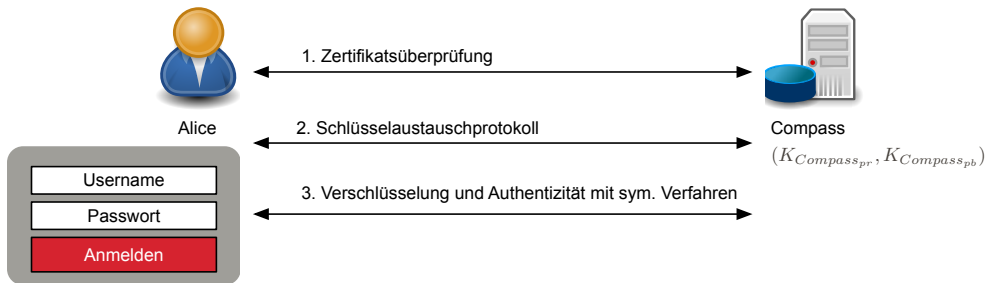 1. Zertifikatsüberprüfung
Alice
2. Schlüsselaustauschprotokoll
Compass
(K_{Compass_{pr}}, K_{Compass_{pb}})
Username
3. Verschlüsselung und Authentizität mit sym. Verfahren
Passwort
Anmelden